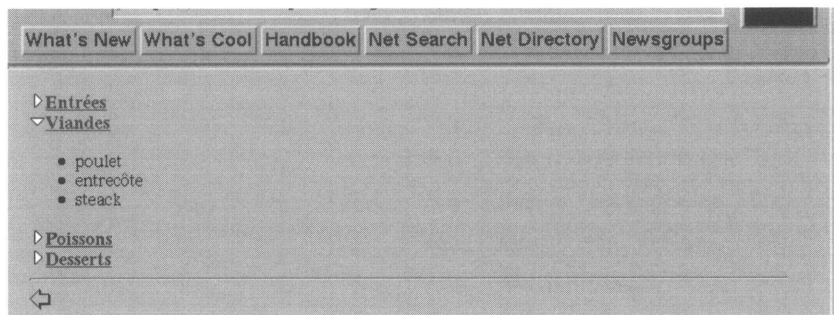 What's New What's Cool Handbook Net Search Net Directory Newsgroups
Entrées
Viandes
poulet
entrecôte
steack
Poissons
Desserts